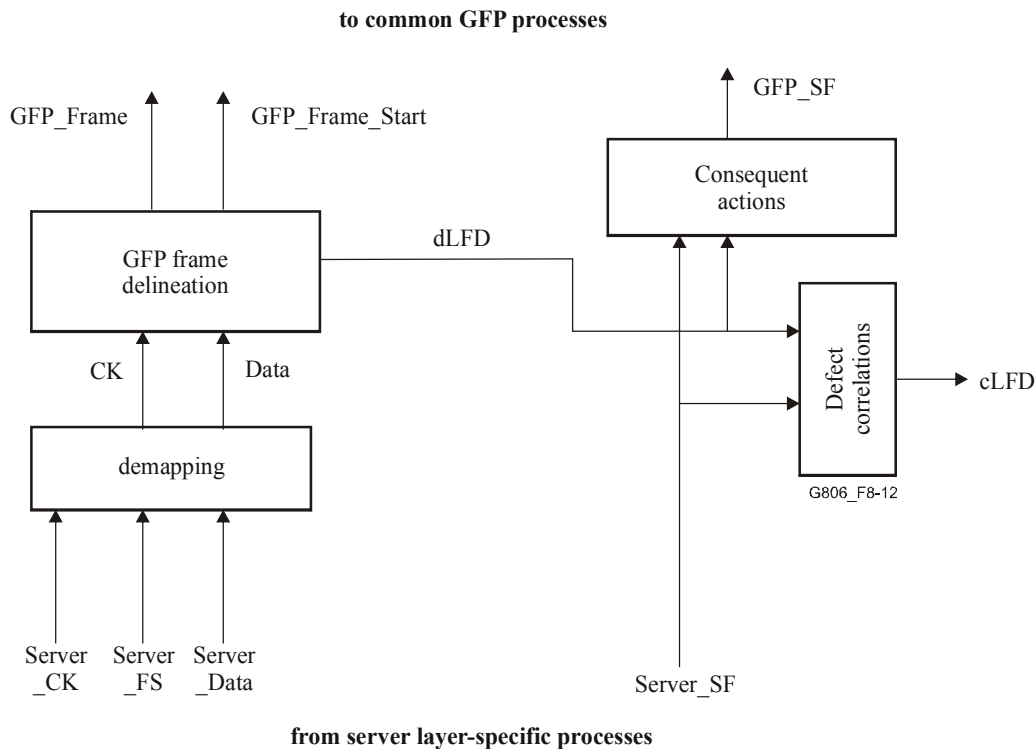 to common GFP processes
GFP_Frame
GFP_Frame_Start
GFP_SF
Consequent
actions
GFP frame
delineation
dLFD
CK
Data
Defect
correlations
cLFD
G806_F8-12
demapping
Server
_CK
Server
_FS
Server
_Data
Server_SF
from server layer-specific processes